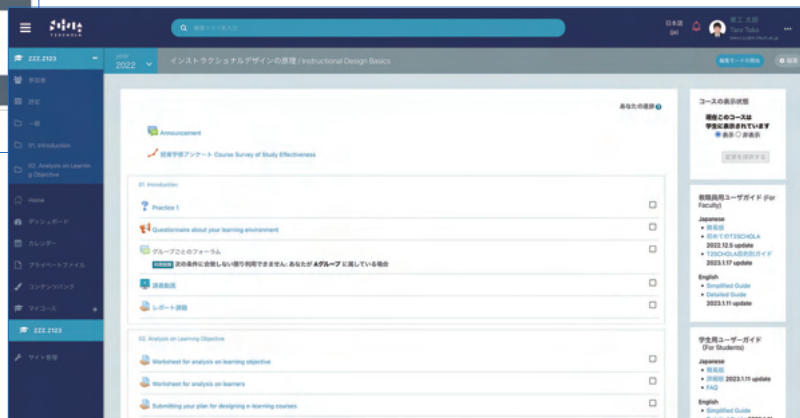 T2SCHOLA
日本語
(ja)
東工 太郎
Taro Toko
ZZZ.2123
year
2022
インストラクショナルデザインの原理 / Instructional Design Basics
編集モードの開始
参加者
設定
一般
01. Introduction
02. Analysis on Learnin
g Objective
Home
ダッシュボード
カレンダー
プライベートファイル
コンテンツバンク
マイコース
ZZZ.2123
サイト管理
あなたの進捗
Announcement
授業学修アンケート Course Survey of Study Effectiveness
01. Introduction
Practice 1
Questionnaire about your learning environment
グループごとのフォーラム
利用制限 次の条件に合致しない限り利用できません: あなたが Aグループ に属している場合
講義動画
レポート課題
02. Analysis on Learning Objective
Worksheet for analysis on learning objective
Worksheet for analysis on learners
Submitting your plan for designing e-learning courses
コースの表示状態
現在このコースは
学生に表示されています
表示 非表示
変更を保存する
教職員用ユーザガイド (For
Faculty)
Japanese
簡易版
初めてのT2SCHOLA
2022.12.5 update
T2SCHOLA目的別ガイド
2023.1.17 update
English
Simplified Guide
Detailed Guide
2023.1.11 update
学生用ユーザーガイド
(For Students)
Japanese
簡易版
詳細版 2023.1.11 update
FAQ
English
Simplified Guide